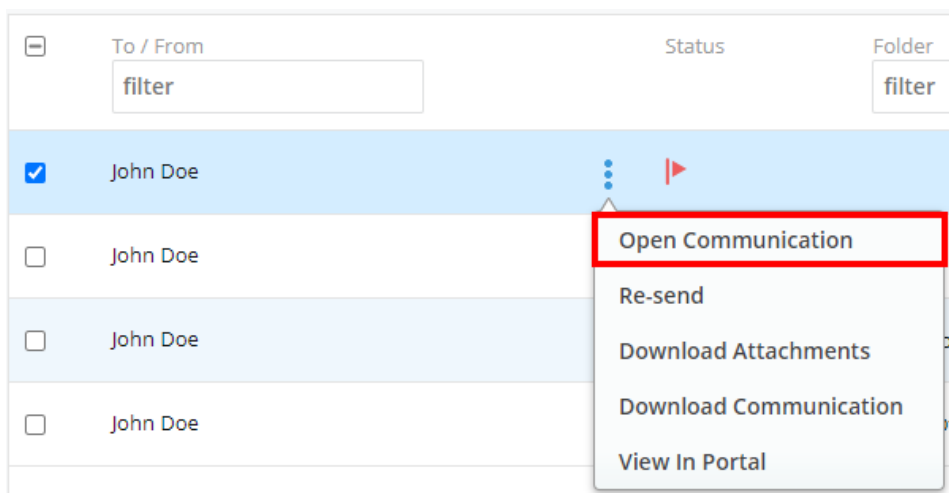 To / From Status Folder
filter filter
John Doe
Open Communication
John Doe
Re-send
John Doe
Download Attachments
Download Communication
John Doe
View In Portal